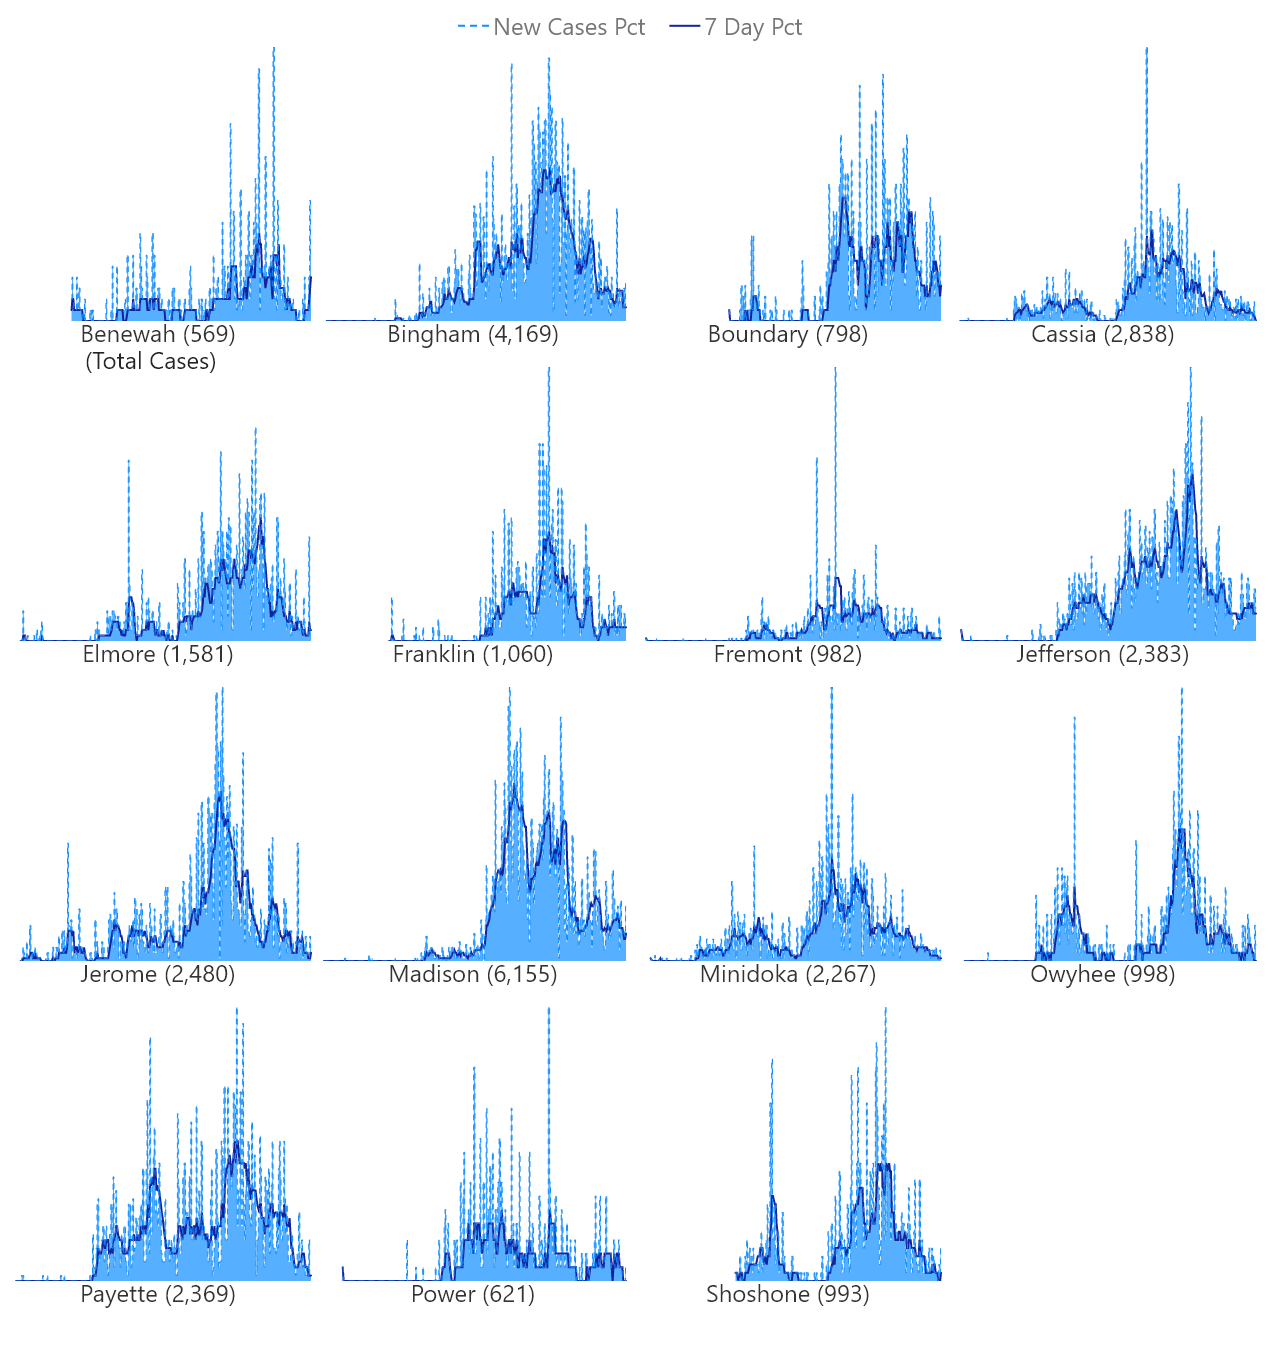 New Cases Pct 7 Day Pct
Benewah (569) Bingham (4,169) Boundary (798) Cassia (2,838)
(Total Cases)
Elmore (1,581) Franklin (1,060) Fremont (982) Jefferson (2,383)
Jerome (2,480) Madison (6,155) Minidoka (2,267) Owyhee (998)
Payette (2,369) Power (621) Shoshone (993)